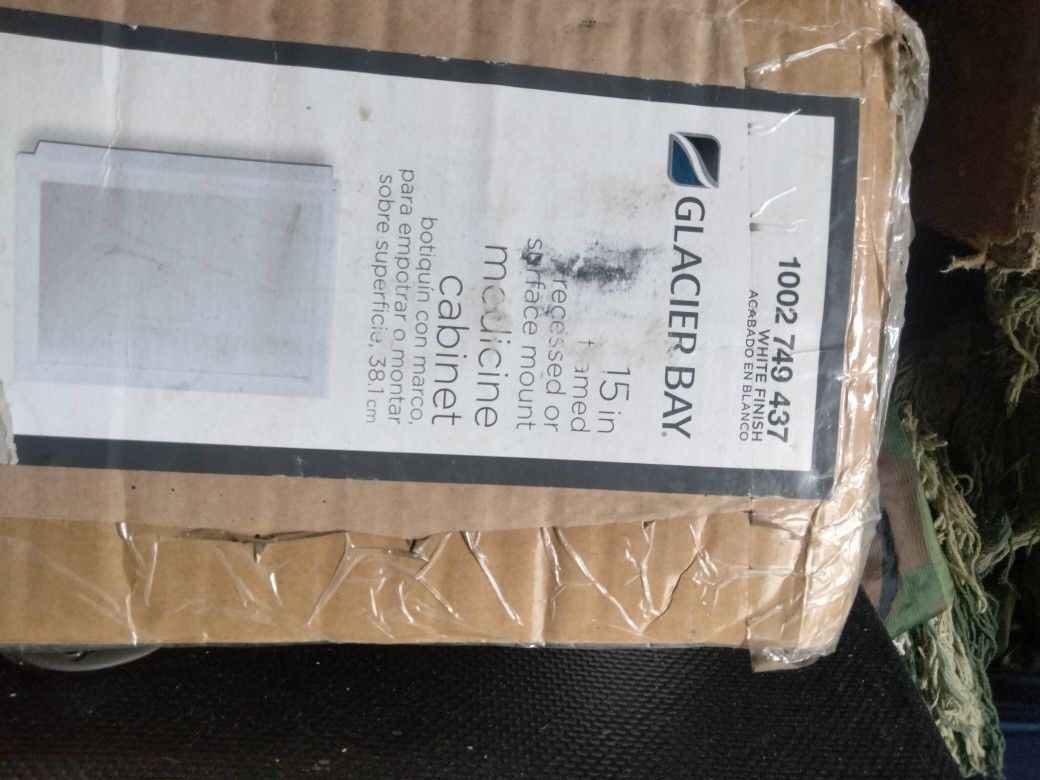 1002 749 437
WHITE FINISH
ACABADO EN BLANCO
GLACIER BAY
15 in
recessed or
surface mount
medicine
cabinet
botiquín con marco,
para empotrar o montar
sobre superficie, 38.1 cm